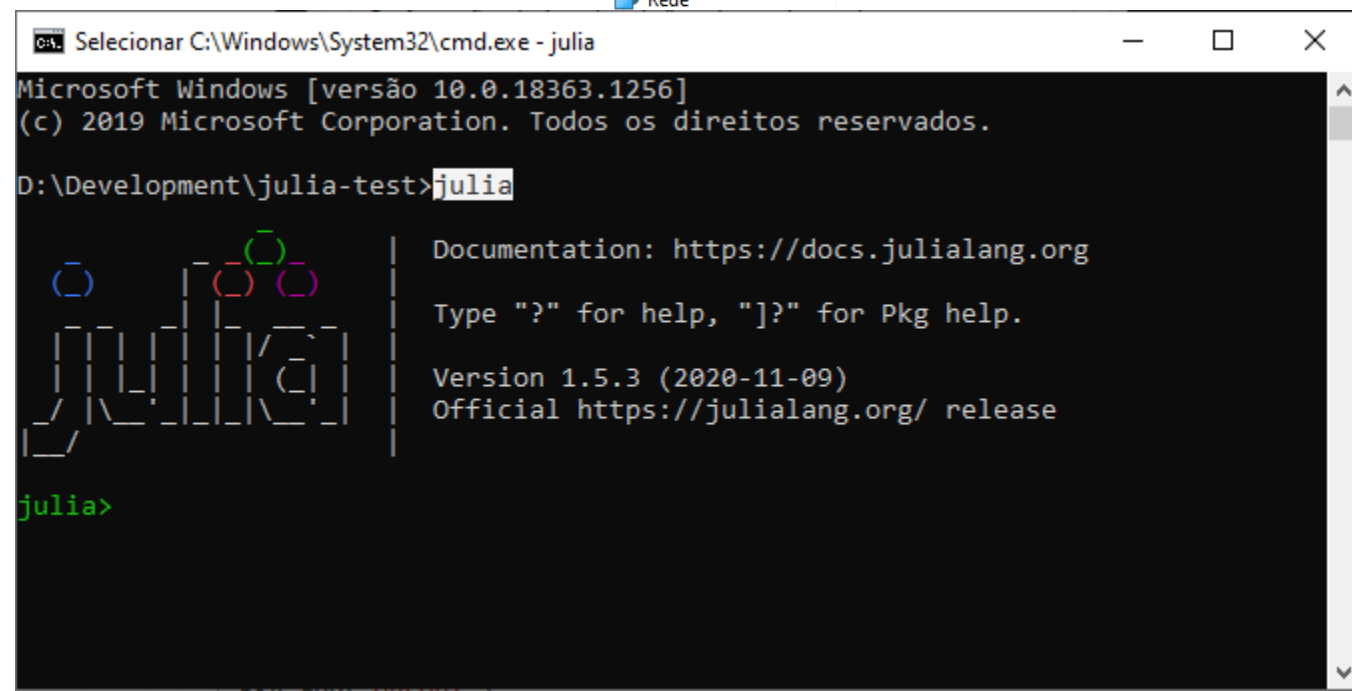 Rede
Selecionar C:\Windows\System32\cmd.exe - julia
Microsoft Windows [versão 10.0.18363.1256]
(c) 2019 Microsoft Corporation. Todos os direitos reservados.
D:\Development\julia-test>julia
Documentation: https://docs.julialang.org
Type "?" for help, "]?" for Pkg help.
julia
Version 1.5.3 (2020-11-09)
Official https://julialang.org/ release
julia>